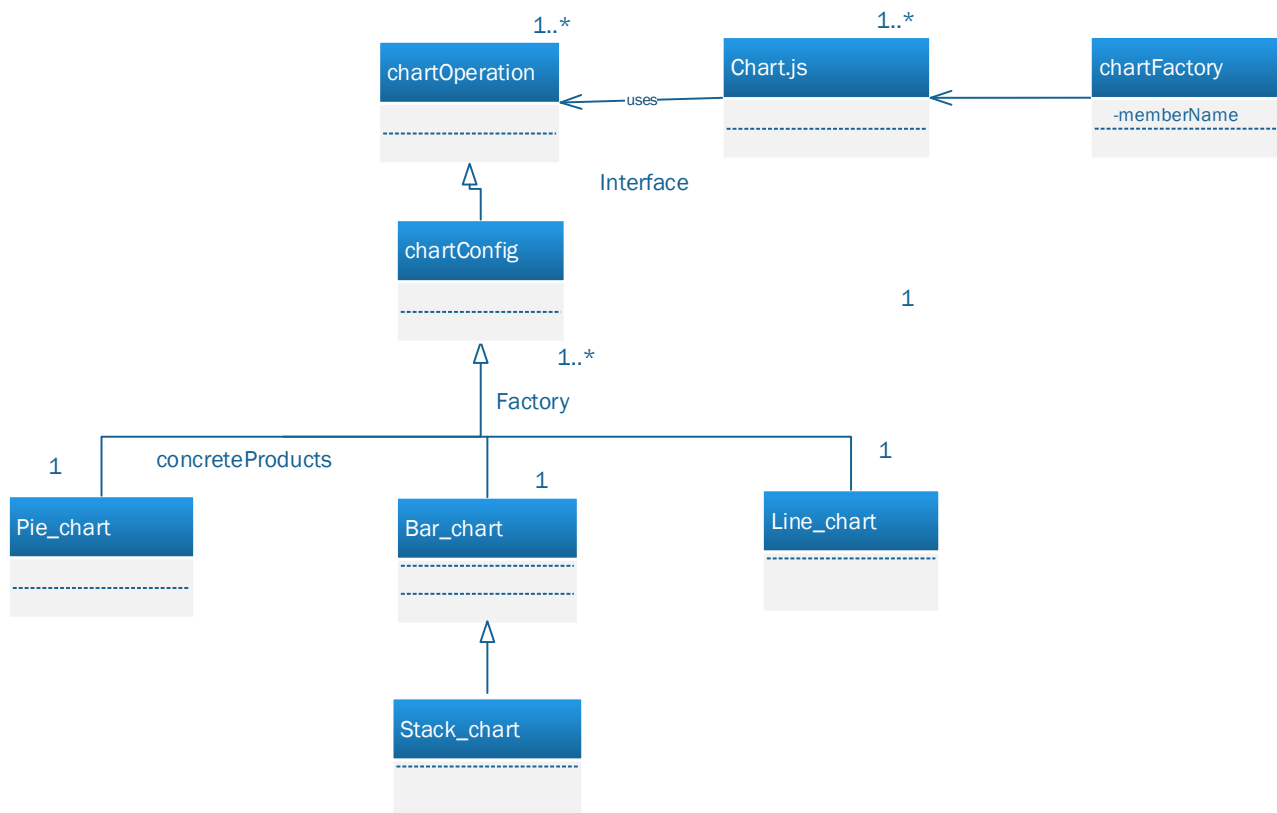 1..*
1..*
chartOperation
Chart.js
chartFactory
uses
-memberName
Interface
chartConfig
1
1..*
Factory
concreteProducts
1
1
1
Pie_chart
Bar_chart
Line_chart
Stack_chart